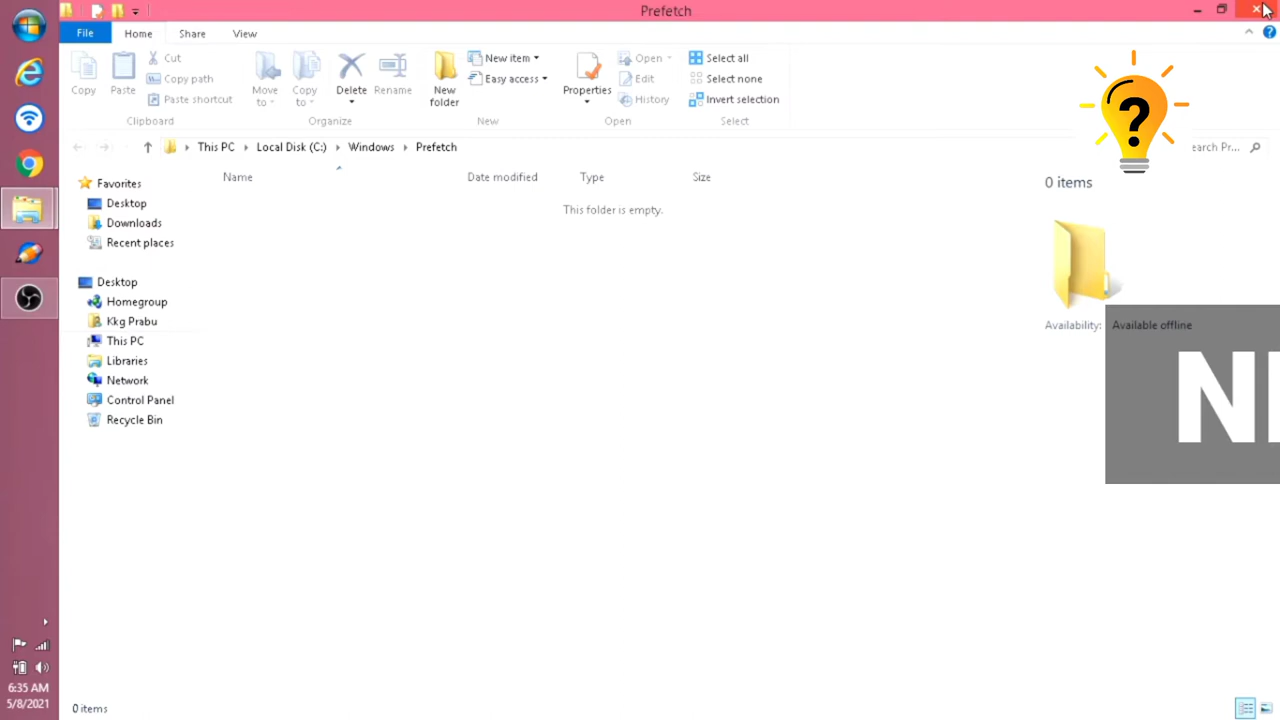 Prefetch
File Home Share View
Copy Paste Cut
Copy path
Paste shortcut
Clipboard
Move to
Copy to
Delete
Rename
Organize
New folder
New item
Easy access
New
Properties
Open
Edit
History
Open
Select all
Select none
Invert selection
Select
?
This PC Local Disk (C:) Windows Prefetch
earch Pr...
Name Date modified Type Size
This folder is empty.
0 items
Availability: Available offline
Favorites
Desktop
Downloads
Recent places
Desktop
Homegroup
Kkg Prabu
This PC
Libraries
Network
Control Panel
Recycle Bin
6:35 AM
5/8/2021
0 items